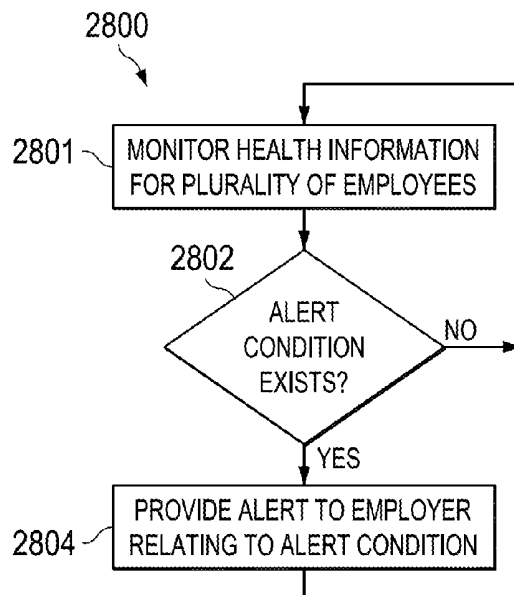 2800
2801
MONITOR HEALTH INFORMATION
FOR PLURALITY OF EMPLOYEES
2802
ALERT
CONDITION
EXISTS?
NO
YES
2804
PROVIDE ALERT TO EMPLOYER
RELATING TO ALERT CONDITION